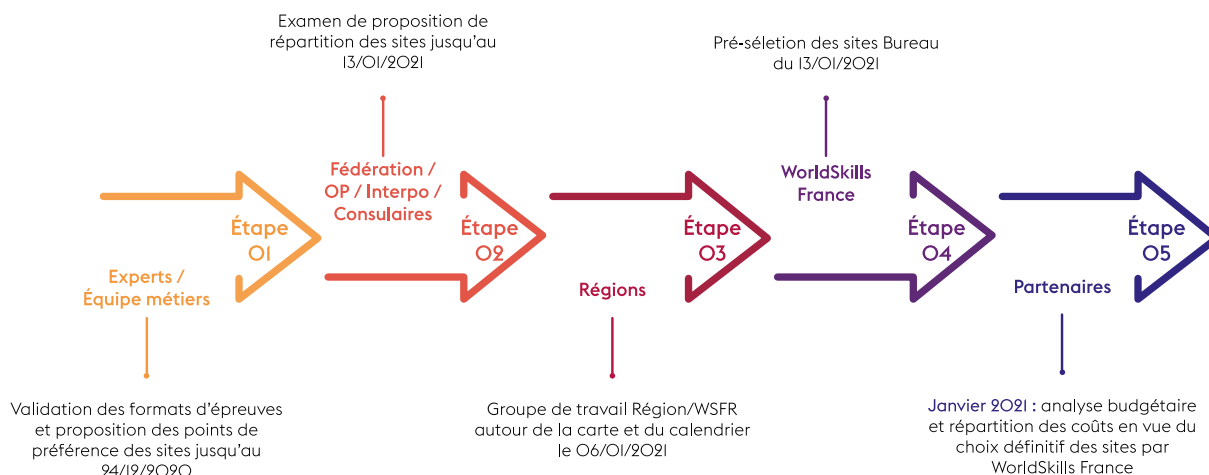 Examen de proposition de
répartition des sites jusqu'au
13/01/2021
Pré-séletion des sites Bureau
du 13/01/2021
Fédération /
OP / Interpo /
Consulaires
WorldSkills
France
Étape
01
Étape
02
Étape
03
Étape
04
Étape
05
Experts /
Équipe métiers
Régions
Partenaires
Validation des formats d'épreuves
et proposition des points de
préférence des sites jusqu'au
24/12/2020
Groupe de travail Région/WSFR
autour de la carte et du calendrier
le 06/01/2021
Janvier 2021 : analyse budgétaire
et répartition des coûts en vue du
choix définitif des sites par
WorldSkills France